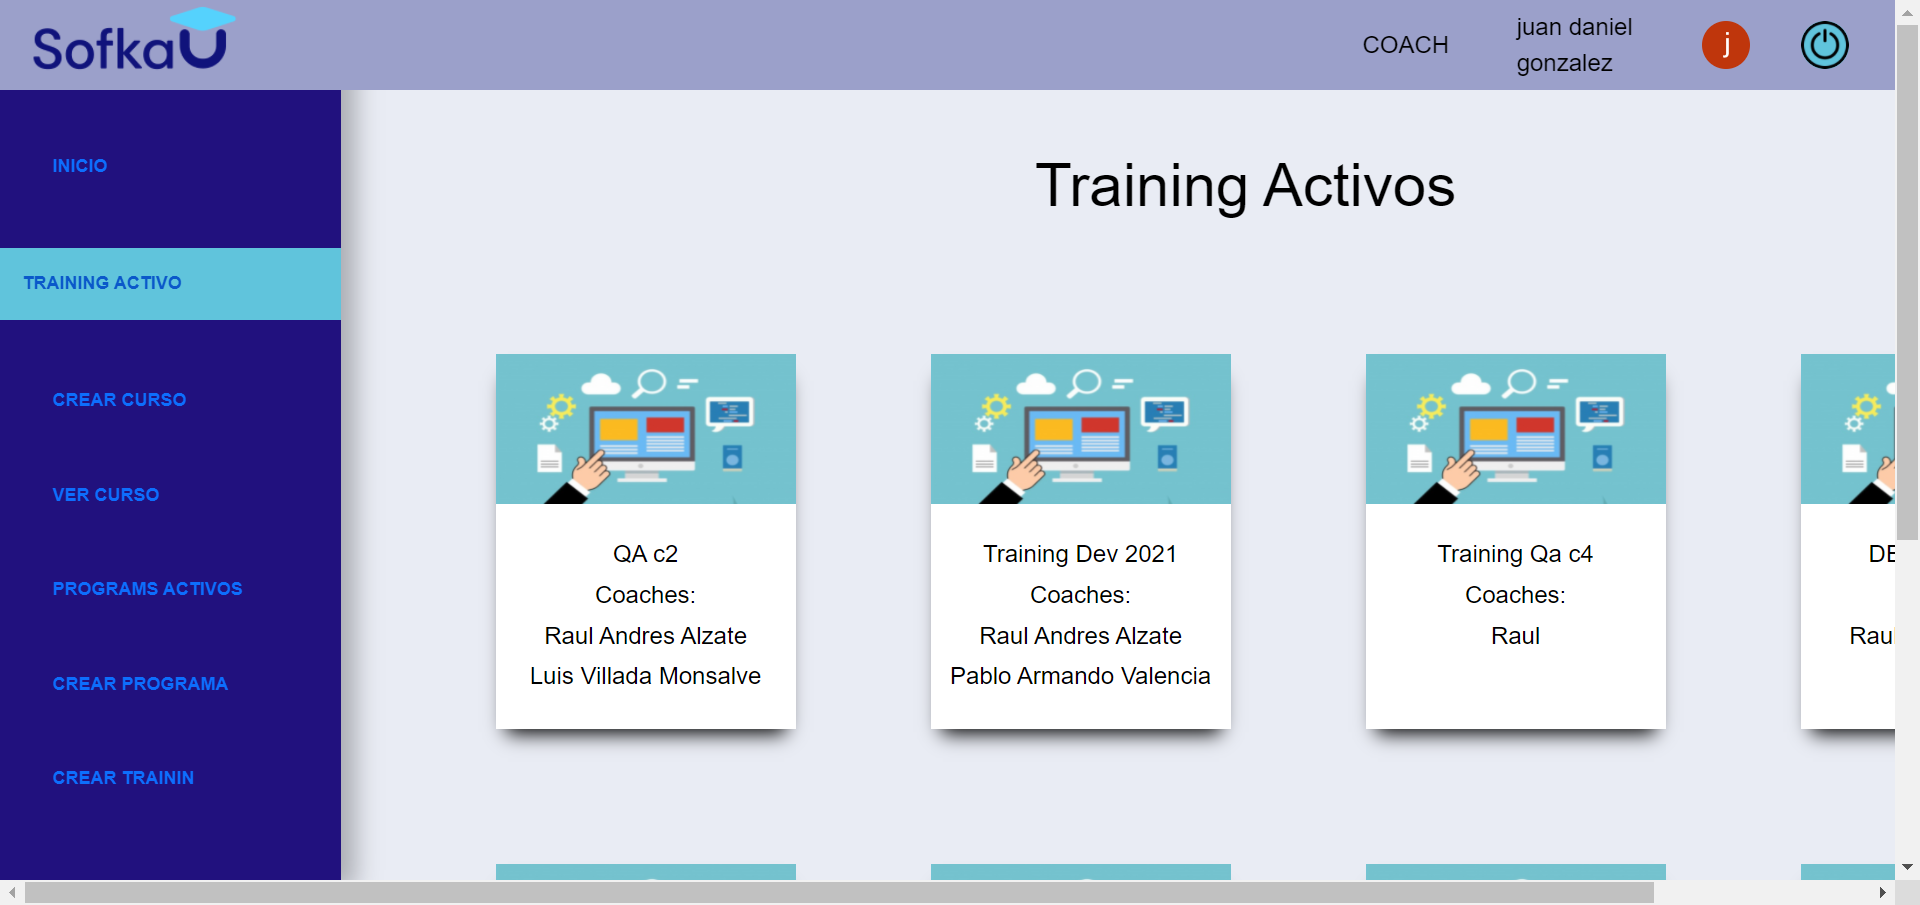 SofkaU
COACH
juan daniel
gonzalez
j
INICIO
TRAINING ACTIVO
CREAR CURSO
VER CURSO
PROGRAMS ACTIVOS
CREAR PROGRAMA
CREAR TRAININ
Training Activos
QA c2
Coaches:
Raul Andres Alzate
Luis Villada Monsalve
Training Dev 2021
Coaches:
Raul Andres Alzate
Pablo Armando Valencia
Training Qa c4
Coaches:
Raul